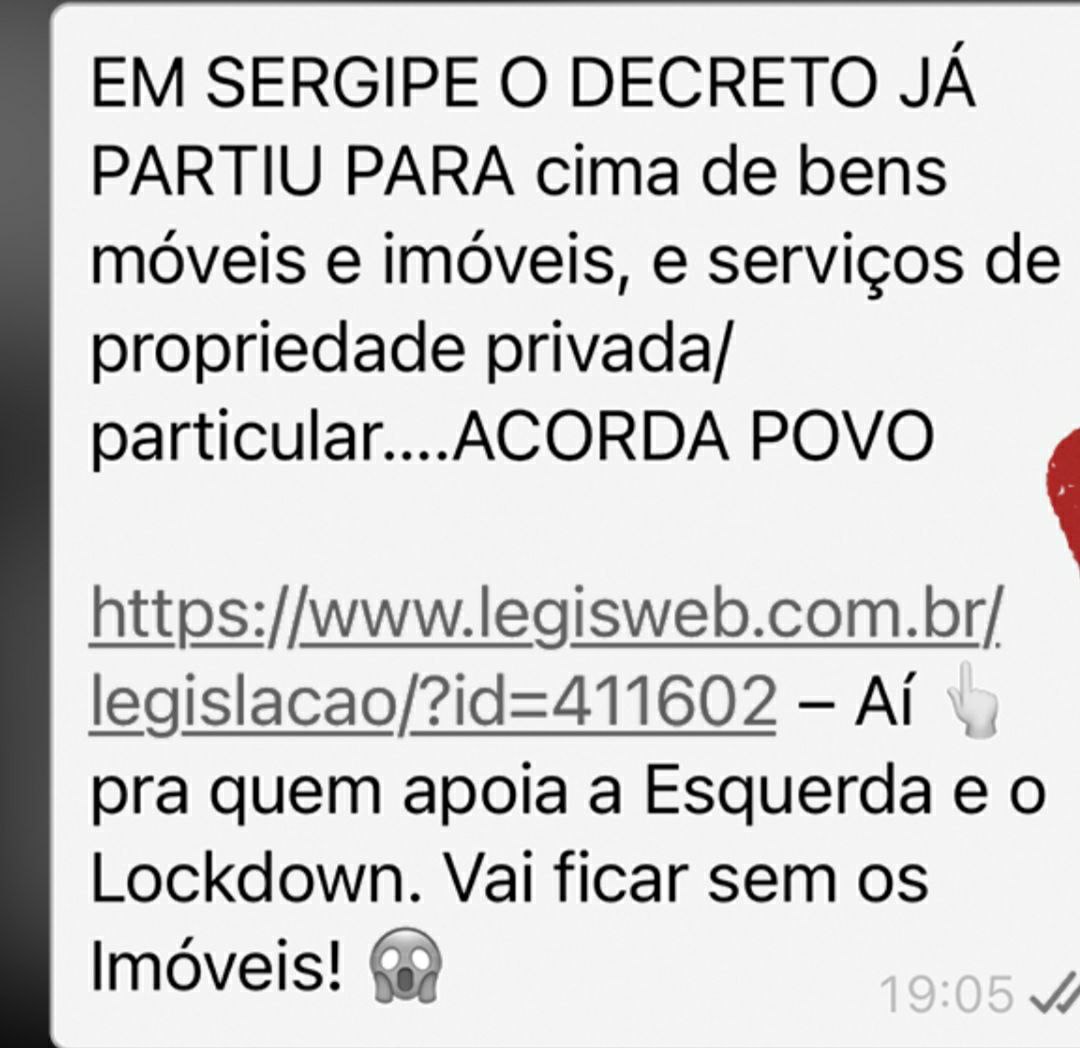 EM SERGIPE O DECRETO JÁ
PARTIU PARA cima de bens
móveis e imóveis, e serviços de
propriedade privada/
particular....ACORDA POVO
https://www.legisweb.com.br/
legislacao/?id=411602 – Aí 👆
pra quem apoia a Esquerda e o
Lockdown. Vai ficar sem os
Imóveis! 😱
19:05